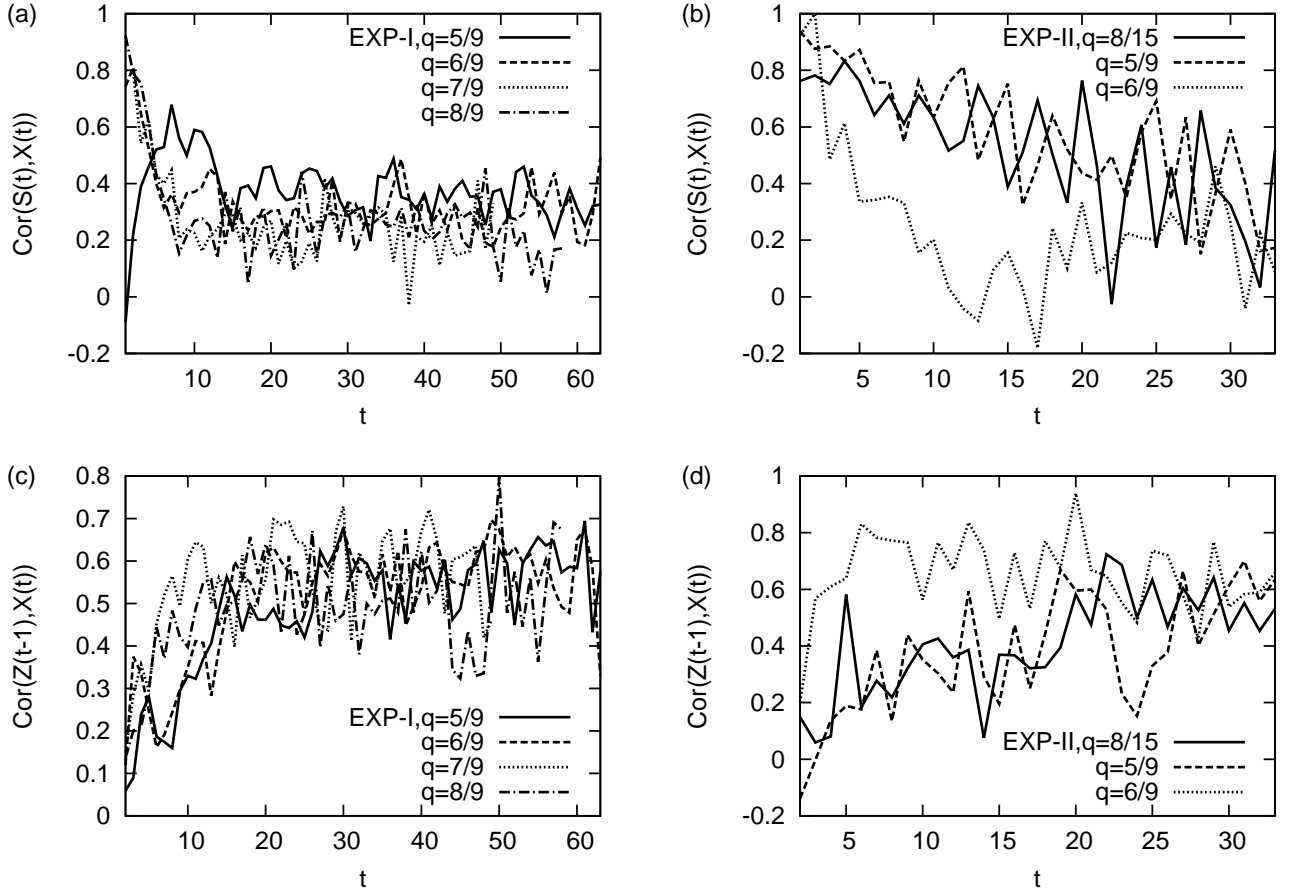 (a)
Cor(S(t),X(t))
1
0.8
0.6
0.4
0.2
0
-0.2
EXP-I,q=5/9
q=6/9
q=7/9
q=8/9
10 20 30 40 50 60
t
(b)
Cor(S(t),X(t))
1
0.8
0.6
0.4
0.2
0
-0.2
EXP-II,q=8/15
q=5/9
q=6/9
5 10 15 20 25 30
t
(c)
Cor(Z(t-1),X(t))
0.8
0.7
0.6
0.5
0.4
0.3
0.2
0.1
0
EXP-I,q=5/9
q=6/9
q=7/9
q=8/9
10 20 30 40 50 60
t
(d)
Cor(Z(t-1),X(t))
1
0.8
0.6
0.4
0.2
0
-0.2
EXP-II,q=8/15
q=5/9
q=6/9
5 10 15 20 25 30
t